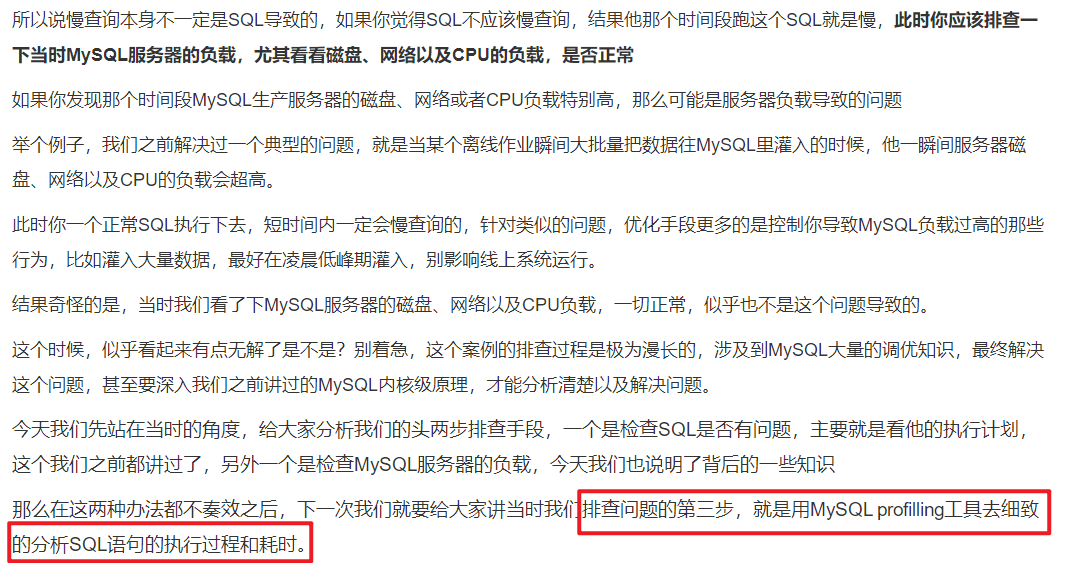 所以说慢查询本身不一定是SQL导致的，如果你觉得SQL不应该慢查询，结果他那个时间段跑这个SQL就是慢，此时你应该排查一
下当时MySQL服务器的负载，尤其看看磁盘、网络以及CPU的负载，是否正常
如果你发现那个时间段MySQL生产服务器的磁盘、网络或者CPU负载特别高，那么可能是服务器负载导致的问题
举个例子，我们之前解决过一个典型的问题，就是当某个离线作业瞬间大批量把数据往MySQL里灌入的时候，他一瞬间服务器磁
盘、网络以及CPU的负载会超高。
此时你一个正常SQL执行下去，短时间内一定会慢查询的，针对类似的问题，优化手段更多的是控制你导致MySQL负载过高的那些
行为，比如灌入大量数据，最好在凌晨低峰期灌入，别影响线上系统运行。
结果奇怪的是，当时我们看了下MySQL服务器的磁盘、网络以及CPU负载，一切正常，似乎也不是这个问题导致的。
这个时候，似乎看起来有点无解了是不是？别着急，这个案例的排查过程是极为漫长的，涉及到MySQL大量的调优知识，最终解决
这个问题，甚至要深入我们之前讲过的MySQL内核级原理，才能分析清楚以及解决问题。
今天我们先站在当时的角度，给大家分析我们的头两步排查手段，一个是检查SQL是否有问题，主要就是看他的执行计划，
这个我们之前都讲过了，另外一个是检查MySQL服务器的负载，今天我们也说明了背后的一些知识
那么在这两种办法都不奏效之后，下一次我们就要给大家讲当时我们排查问题的第三步，就是用MySQL profilling工具去细致
的分析SQL语句的执行过程和耗时。